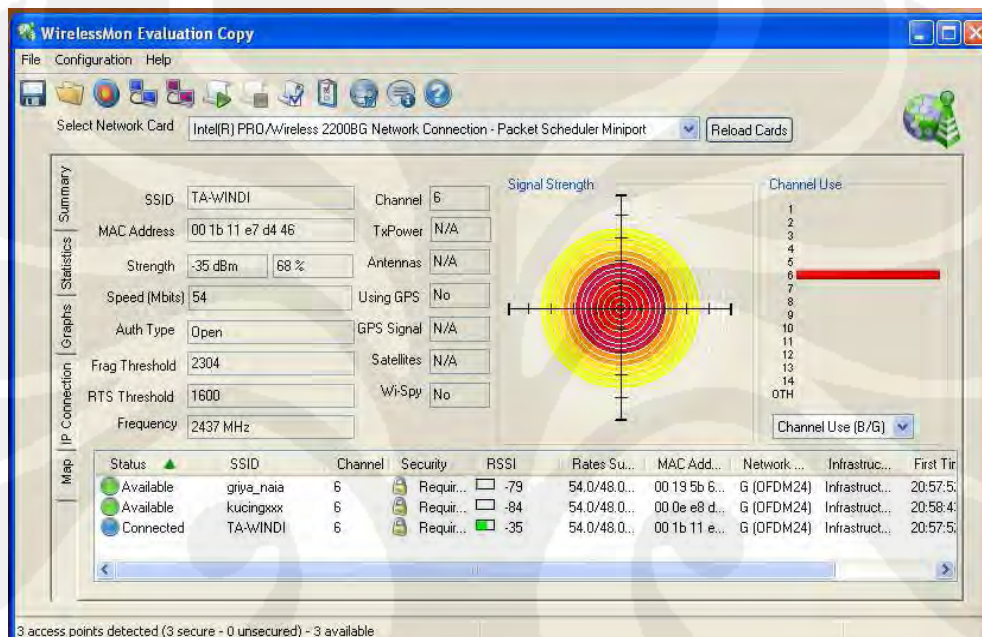 WirelessMon Evaluation Copy
File Configuration Help
Select Network Card Intel(R) PRO/Wireless 2200BG Network Connection - Packet Scheduler Miniport Reload Cards
Summary
Statistics
Graphs
IP Connection
Map
SSID TA-WINDI
MAC Address 00 1b 11 e7 d4 46
Strength -35 dBm 68 %
Speed (Mbits) 54
Auth Type Open
Frag Threshold 2304
RTS Threshold 1600
Frequency 2437 MHz
Channel 6
TxPower N/A
Antennas N/A
Using GPS No
GPS Signal N/A
Satellites N/A
Wi-Spy No
Signal Strength
Channel Use
1
2
3
4
5
6
7
8
9
10
11
12
13
14
OTH
Channel Use (B/G)
Status SSID Channel Security RSSI Rates Su... MAC Add... Network ... Infrastruc... First Tir
Available griya_naia 6 Requir... -79 54.0/48.0... 00 19 5b 6... G (OFDM24) Infrastruct... 20:57:5
Available kucingxxx 6 Requir... -84 54.0/48.0... 00 0e e8 d... G (OFDM24) Infrastruct... 20:58:4
Connected TA-WINDI 6 Requir... -35 54.0/48.0... 00 1b 11 e... G (OFDM24) Infrastruct... 20:57:5
3 access points detected (3 secure - 0 unsecured) - 3 available